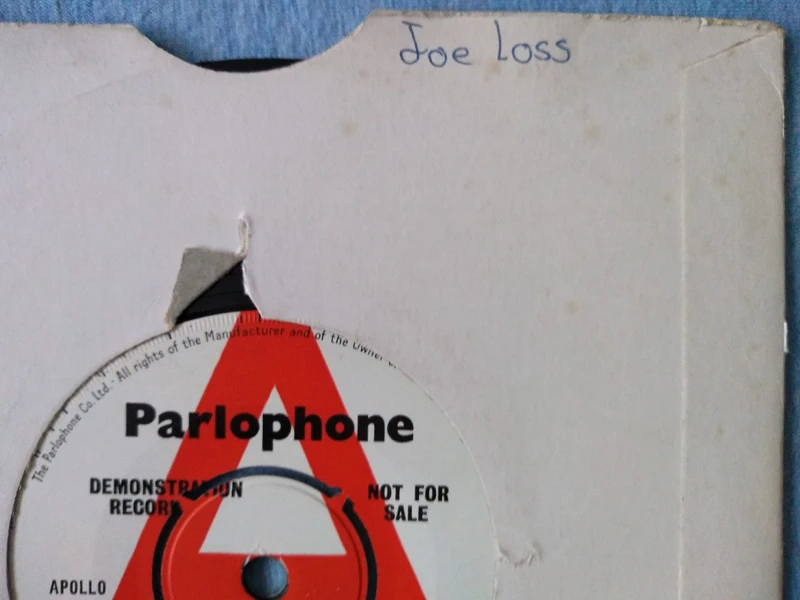 Joe Loss
The Parlophone Co. Ltd. - All rights of the Manufacturer and of the Owner
Parlophone
DEMONSTRATION
RECORD
NOT FOR
SALE
APOLLO